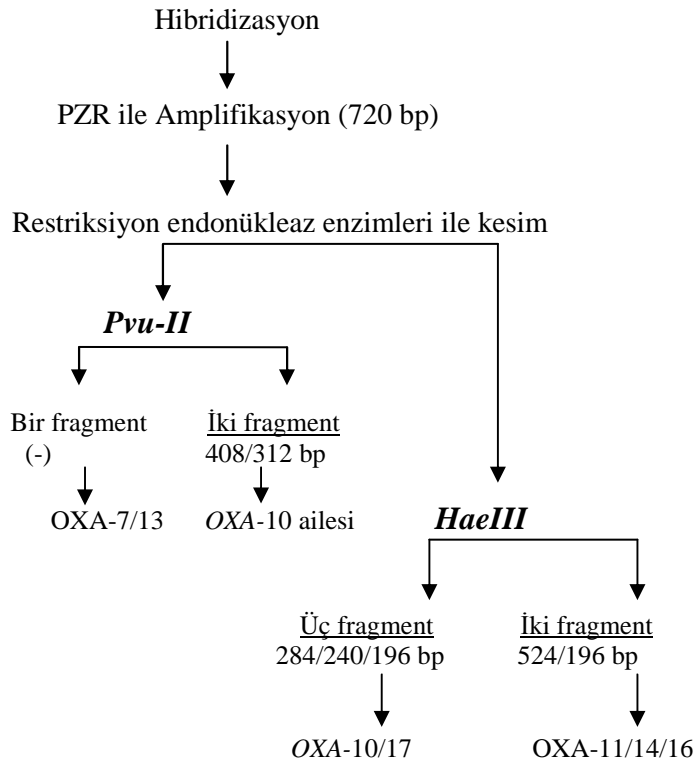 Hibridizasyon
PZR ile Amplifikasyon (720 bp)
Restriksiyon endonükleaz enzimleri ile kesim
Pvu-II
Bir fragment
(-)
İki fragment
408/312 bp
OXA-7/13
OXA-10 ailesi
HaeIII
Üç fragment
284/240/196 bp
İki fragment
524/196 bp
OXA-10/17
OXA-11/14/16